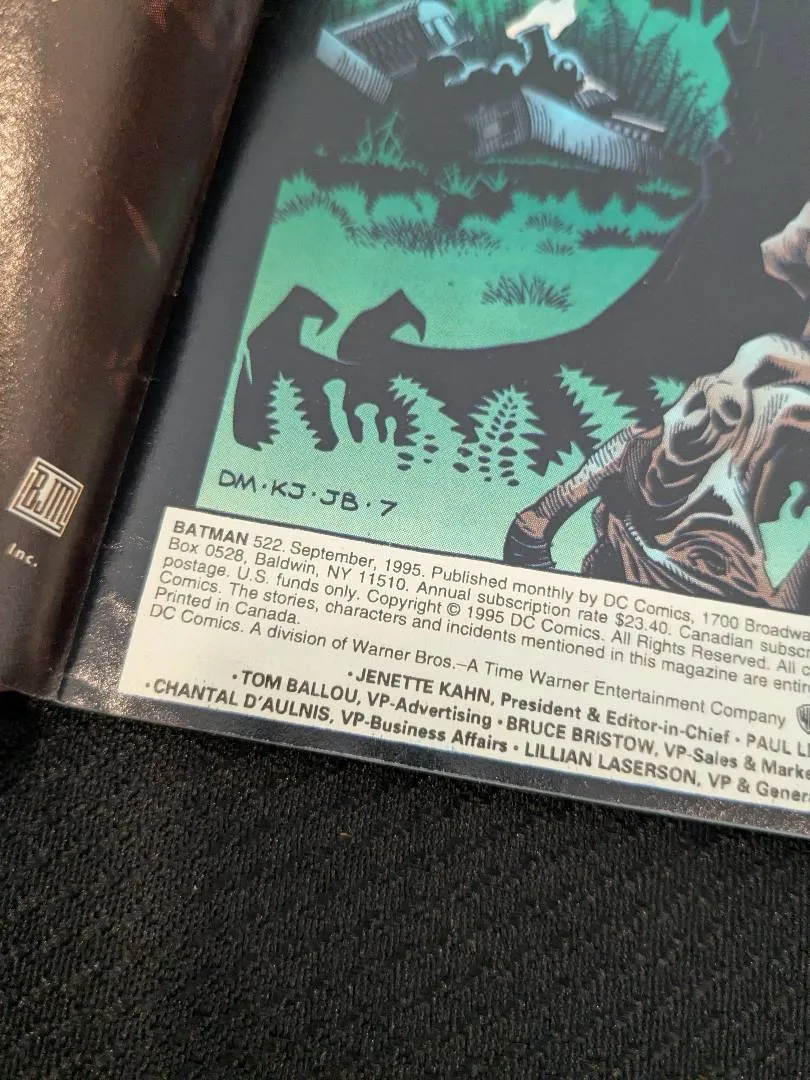 DM·KJ·JB·7
BATMAN 522. September, 1995. Published monthly by DC Comics, 1700
Box 0528, Baldwin, NY 11510. Annual subscription rate $23.40. Canadian
postage. U.S. funds only. Copyright © 1995 DC Comics. All Rights Reserved. All
Comics. The stories, characters and incidents mentioned in this magazine are
Printed in Canada.
DC Comics. A division of Warner Bros.–A Time Warner Entertainment Company
•JENETTE KAHN, President & Editor-in-Chief • PAUL
•TOM BALLOU, VP-Advertising • BRUCE BRISTOW, VP-Sales &
•CHANTAL D'AULNIS, VP-Business Affairs • LILLIAN LASERSON, VP &
Inc.